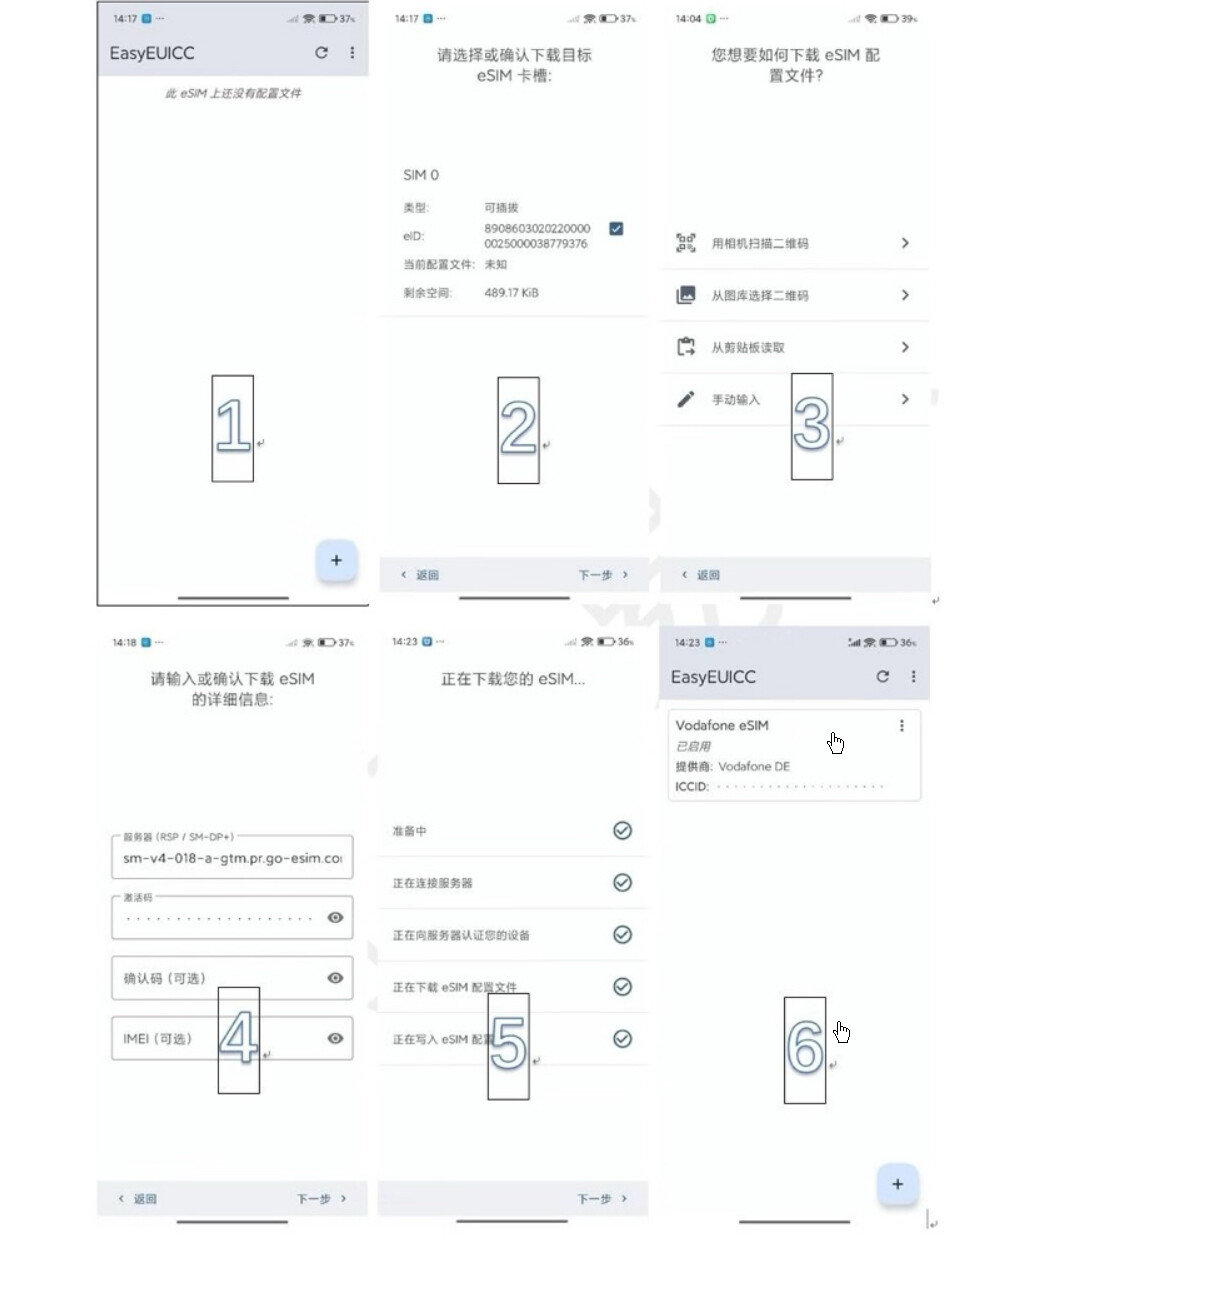 14:17 ··· 37%
EasyEUICC
此 eSIM 上还没有配置文件
1
+
14:17 ··· 37%
请选择或确认下载目标
eSIM 卡槽:
SIM 0
类型: 可插拔
eID: 8908603020220000
0025000038779376
当前配置文件: 未知
剩余空间: 489.17 KiB
2
返回 下一步
14:04 ··· 39%
您想要如何下载 eSIM 配
置文件?
用相机扫描二维码
从图库选择二维码
从剪贴板读取
手动输入
3
返回
14:18 ··· 37%
请输入或确认下载 eSIM
的详细信息:
服务器 (RSP / SM-DP+)
sm-v4-018-a-gtm.pr.go-esim.co
激活码
确认码 (可选)
IMEI (可选)
4
返回 下一步
14:23 ··· 36%
正在下载您的 eSIM...
准备中
正在连接服务器
正在向服务器认证您的设备
正在下载 eSIM 配置文件
正在写入 eSIM 配置
5
下一步
14:23 ··· 36%
EasyEUICC
Vodafone eSIM
已启用
提供商: Vodafone DE
ICCID:
6
+